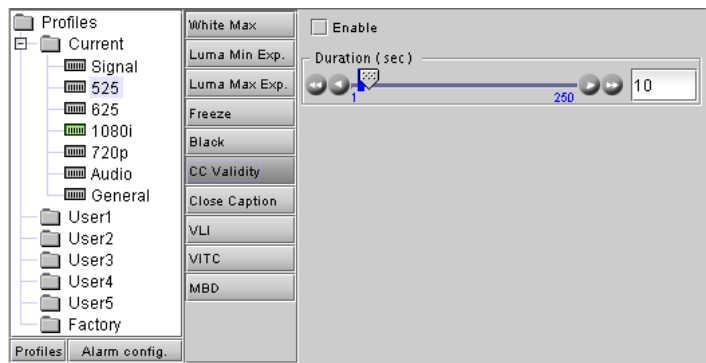 Profiles
Current
Signal
525
625
1080i
720p
Audio
General
User1
User2
User3
User4
User5
Factory
Profiles
Alarm config.
White Max
Luma Min Exp.
Luma Max Exp.
Freeze
Black
CC Validity
Close Caption
VLI
VITC
MBD
Enable
Duration ( sec )
1
250
10